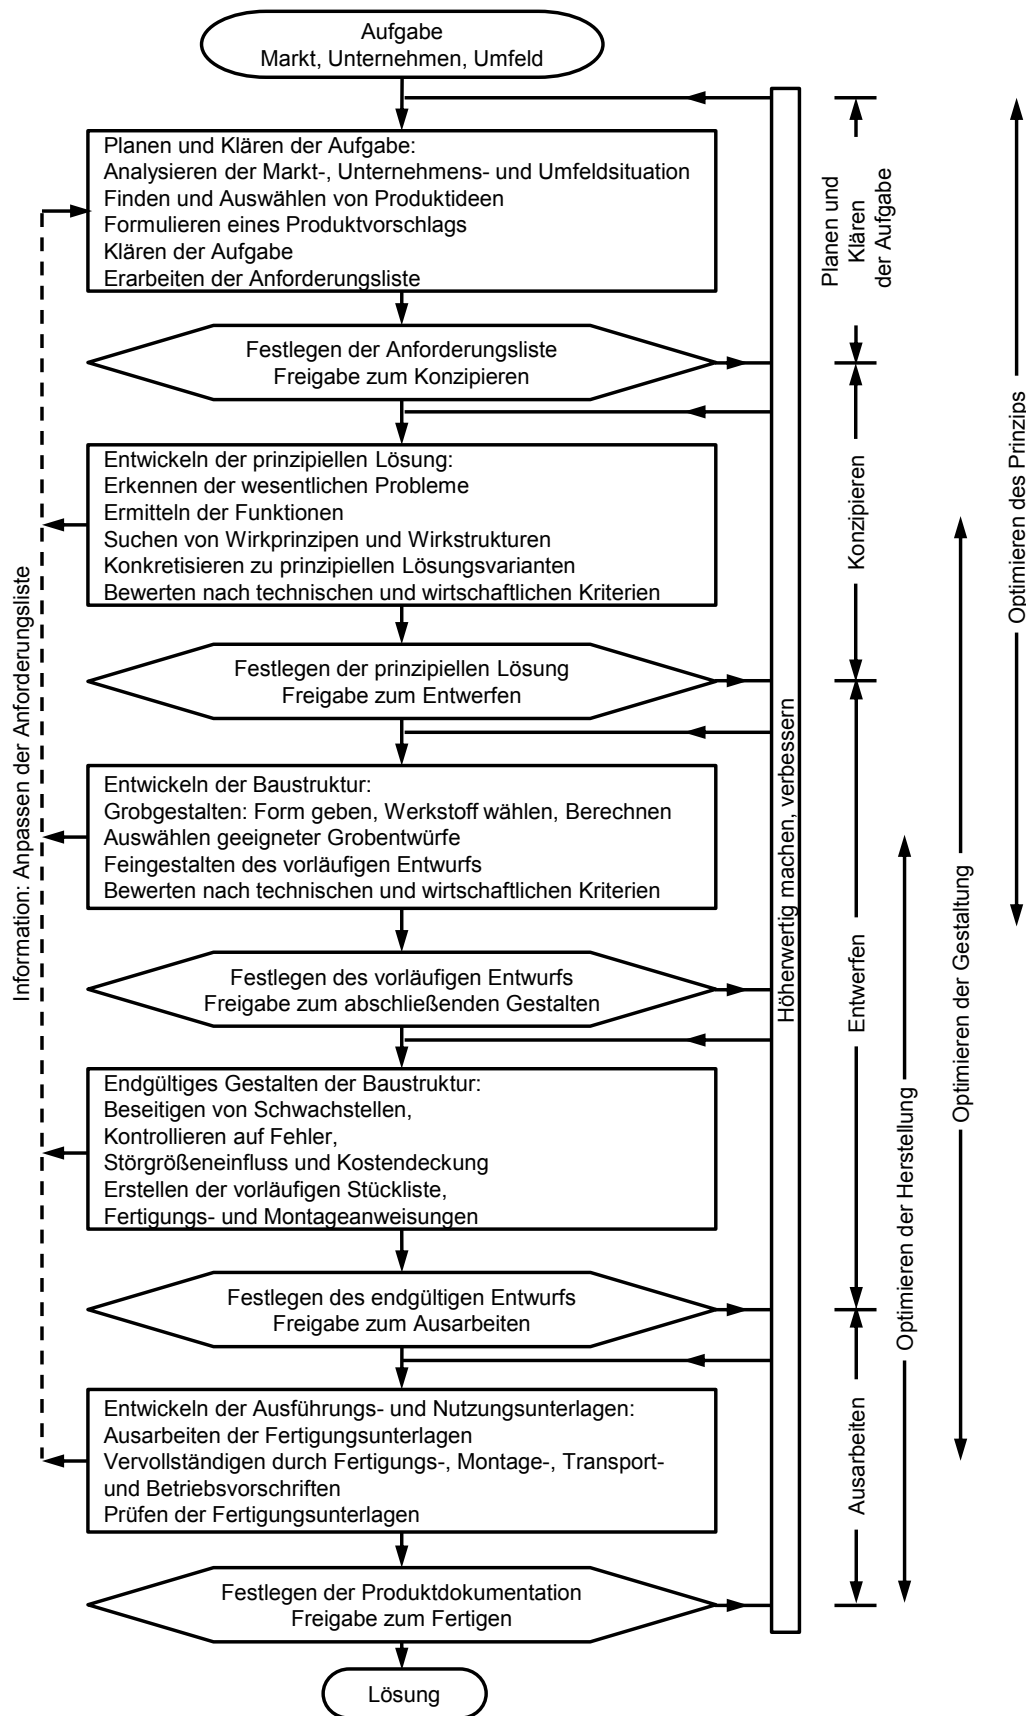 Aufgabe
Markt, Unternehmen, Umfeld
Planen und Klären der Aufgabe:
Analysieren der Markt-, Unternehmens- und Umfeldsituation
Finden und Auswählen von Produktideen
Formulieren eines Produktvorschlags
Klären der Aufgabe
Erarbeiten der Anforderungsliste
Festlegen der Anforderungsliste
Freigabe zum Konzipieren
Entwickeln der prinzipiellen Lösung:
Erkennen der wesentlichen Probleme
Ermitteln der Funktionen
Suchen von Wirkprinzipen und Wirkstrukturen
Konkretisieren zu prinzipiellen Lösungsvarianten
Bewerten nach technischen und wirtschaftlichen Kriterien
Festlegen der prinzipiellen Lösung
Freigabe zum Entwerfen
Entwickeln der Baustruktur:
Grobgestalten: Form geben, Werkstoff wählen, Berechnen
Auswählen geeigneter Grobentwürfe
Feingestalten des vorläufigen Entwurfs
Bewerten nach technischen und wirtschaftlichen Kriterien
Festlegen des vorläufigen Entwurfs
Freigabe zum abschließenden Gestalten
Endgültiges Gestalten der Baustruktur:
Beseitigen von Schwachstellen,
Kontrollieren auf Fehler,
Störgrößeneinfluss und Kostendeckung
Erstellen der vorläufigen Stückliste,
Fertigungs- und Montageanweisungen
Festlegen des endgültigen Entwurfs
Freigabe zum Ausarbeiten
Entwickeln der Ausführungs- und Nutzungsunterlagen:
Ausarbeiten der Fertigungsunterlagen
Vervollständigen durch Fertigungs-, Montage-, Transport-
und Betriebsvorschriften
Prüfen der Fertigungsunterlagen
Festlegen der Produktdokumentation
Freigabe zum Fertigen
Lösung
Information: Anpassen der Anforderungsliste
Höherwertig machen, verbessern
Planen und
Klären
der Aufgabe
Konzipieren
Entwerfen
Ausarbeiten
Optimieren der Herstellung
Optimieren der Gestaltung
Optimieren des Prinzips